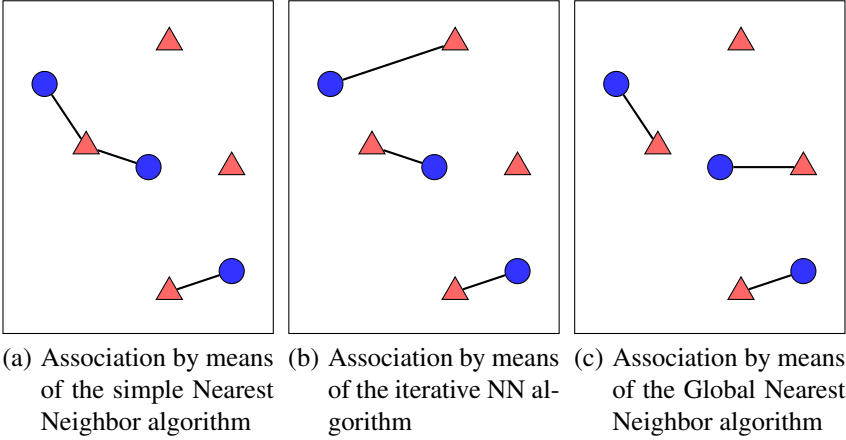 (a) Association by means
of the simple Nearest
Neighbor algorithm
(b) Association by means
of the iterative NN al-
gorithm
(c) Association by means
of the Global Nearest
Neighbor algorithm